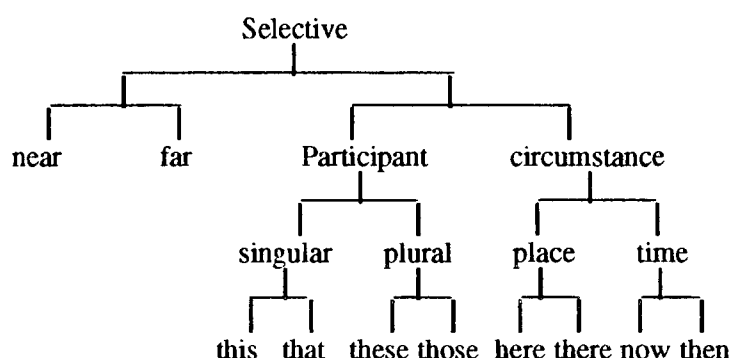 Selective
near far Participant circumstance
singular plural place time
this that these those here there now then